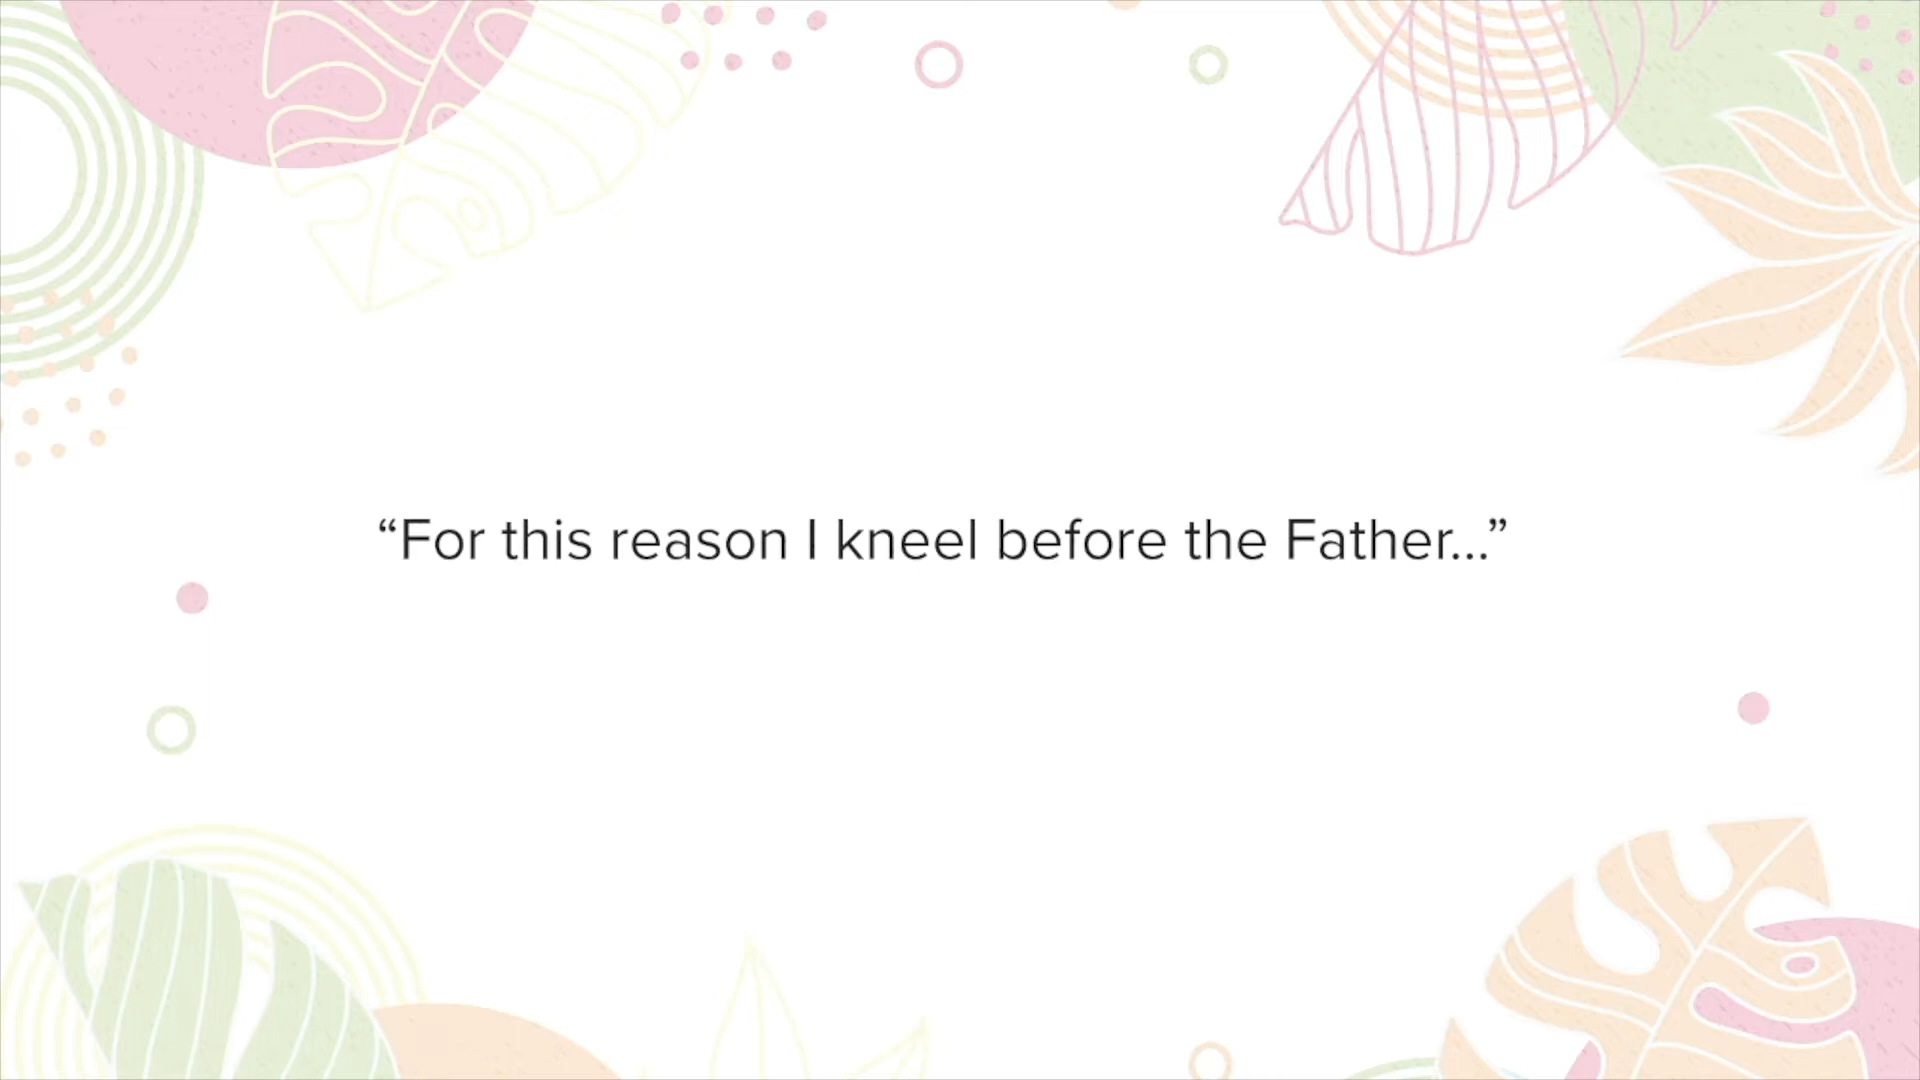 “For this reason I kneel before the Father...”